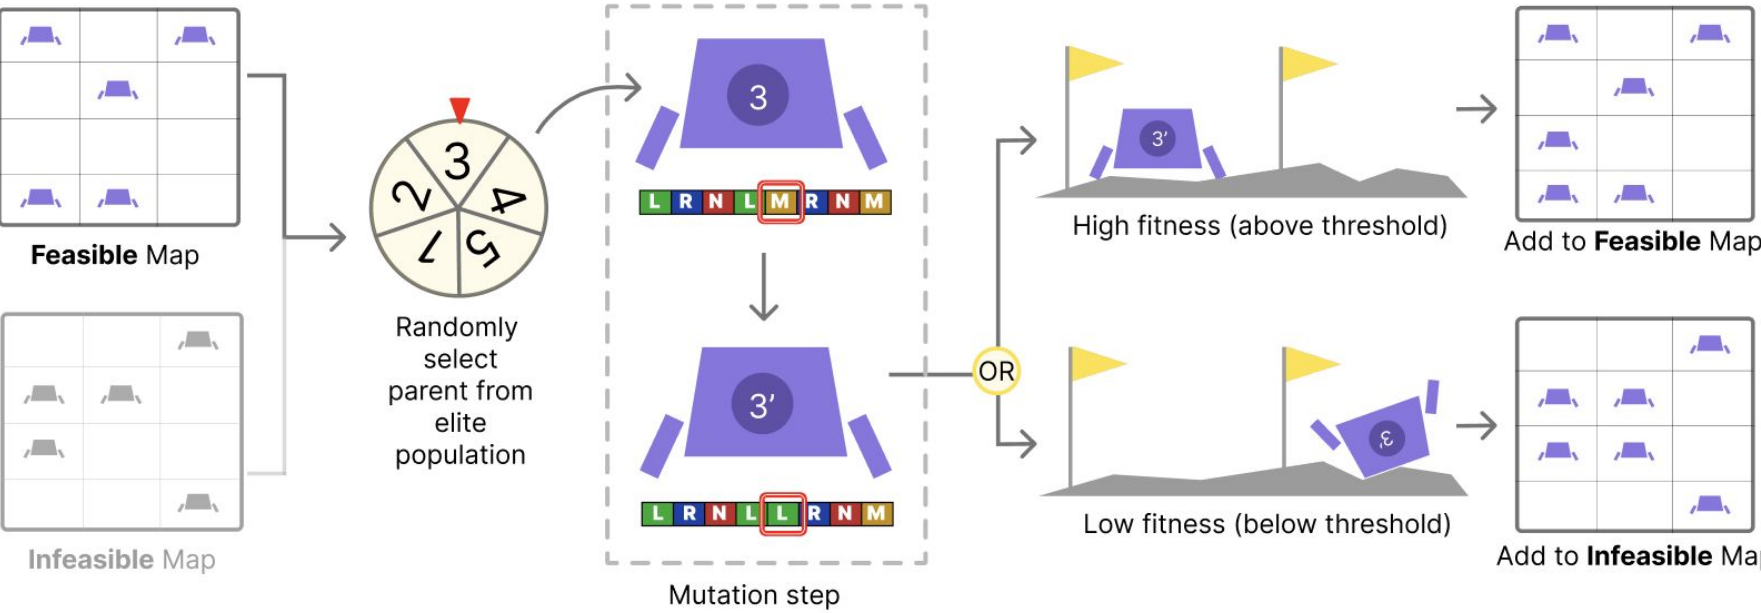 Feasible Map
Infeasible Map
3
4
5
1
2
Randomly
select
parent from
elite
population
3
L R N L M R N M
3'
L R N L L R N M
Mutation step
OR
3'
High fitness (above threshold)
3'
Low fitness (below threshold)
Add to Feasible Map
Add to Infeasible Ma